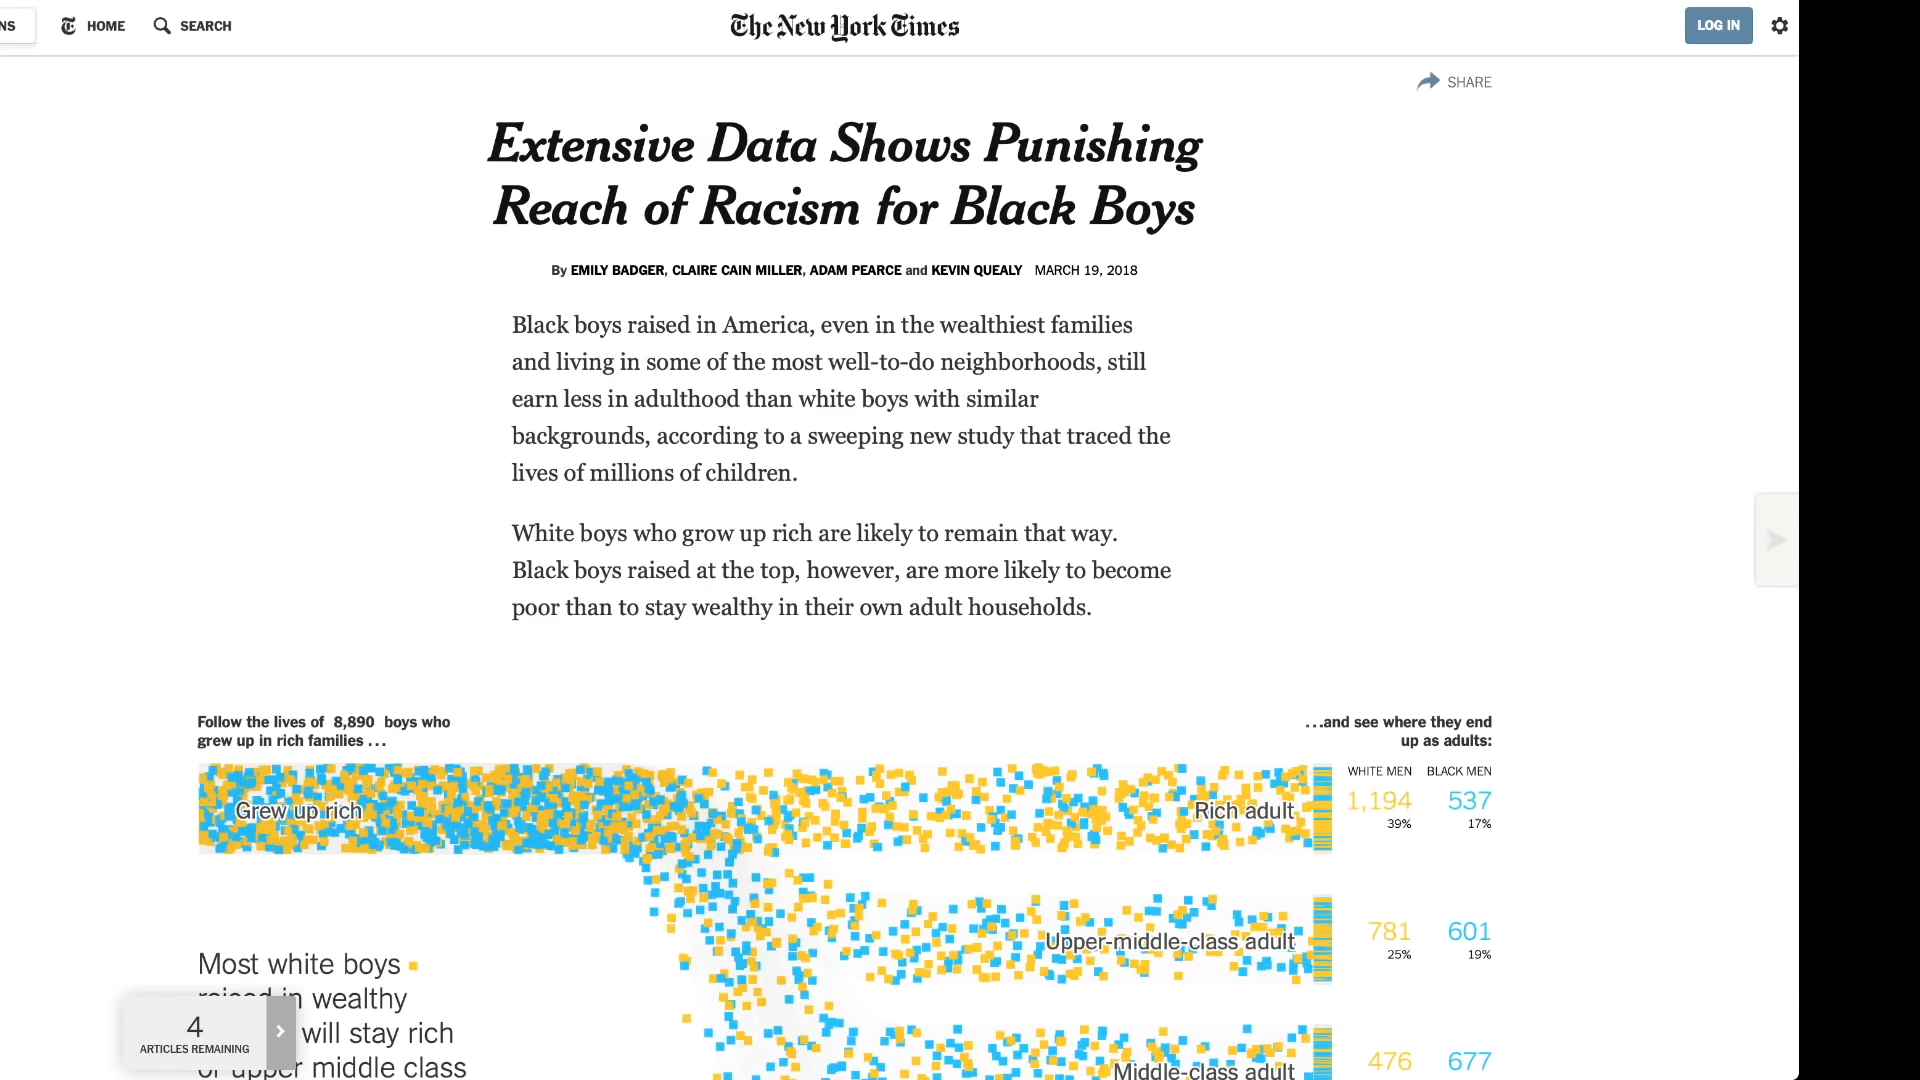 NS
HOME
SEARCH
The New York Times
LOG IN
SHARE
Extensive Data Shows Punishing
Reach of Racism for Black Boys
By EMILY BADGER, CLAIRE CAIN MILLER, ADAM PEARCE and KEVIN QUEALY MARCH 19, 2018
Black boys raised in America, even in the wealthiest families
and living in some of the most well-to-do neighborhoods, still
earn less in adulthood than white boys with similar
backgrounds, according to a sweeping new study that traced the
lives of millions of children.
White boys who grow up rich are likely to remain that way.
Black boys raised at the top, however, are more likely to become
poor than to stay wealthy in their own adult households.
Follow the lives of 8,890 boys who
grew up in rich families ...
...and see where they end
up as adults:
WHITE MEN BLACK MEN
Grew up rich
Rich adult
1,194 537
39% 17%
Upper-middle-class adult
781 601
25% 19%
Most white boys
raised in wealthy
will stay rich
or upper middle class
4
ARTICLES REMAINING
Middle-class adult
476 677